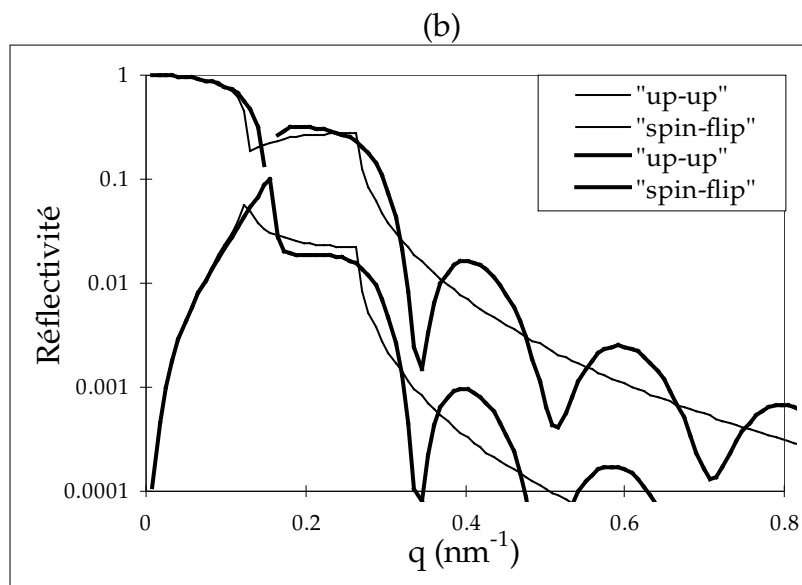 (b)
1
0.1
0.01
0.001
0.0001
Réflectivité
"up-up"
"spin-flip"
"up-up"
"spin-flip"
0
0.2
0.4
0.6
0.8
q (nm⁻¹)